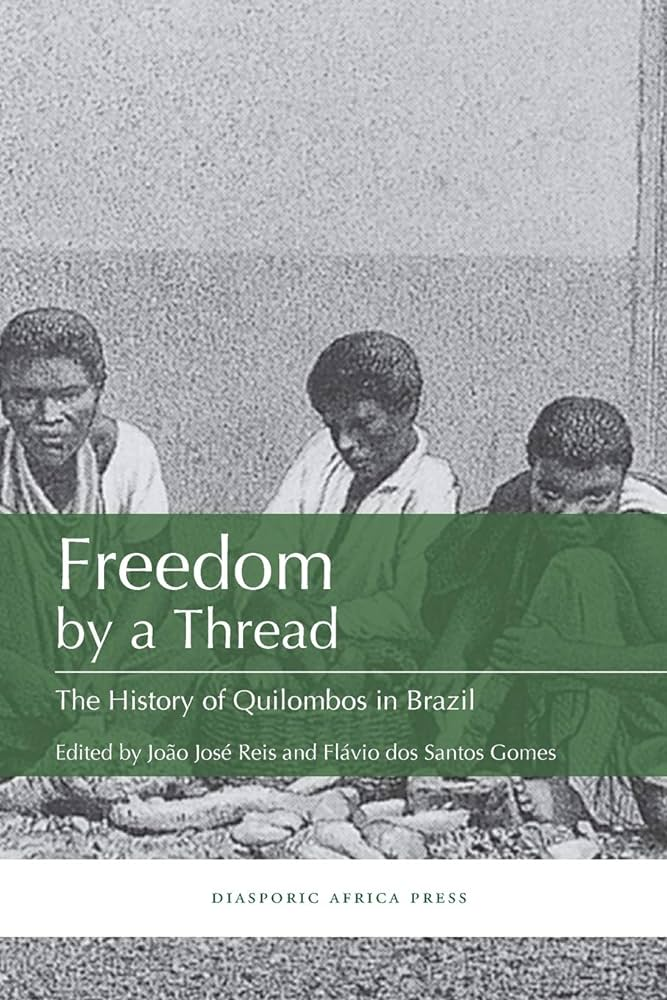 Freedom
by a Thread
The History of Quilombos in Brazil
Edited by João José Reis and Flávio dos Santos Gomes
DIASPORIC AFRICA PRESS